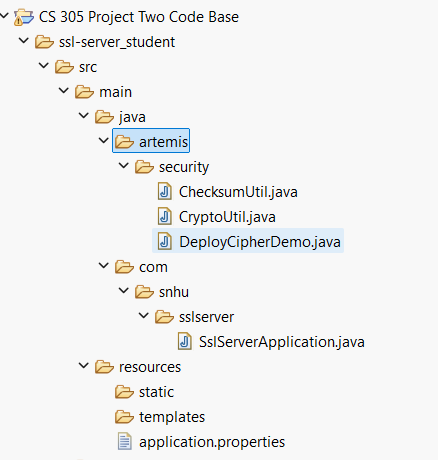 CS 305 Project Two Code Base
ssl-server_student
src
main
java
artemis
security
ChecksumUtil.java
CryptoUtil.java
DeployCipherDemo.java
com
snhu
sslserver
SslServerApplication.java
resources
static
templates
application.properties